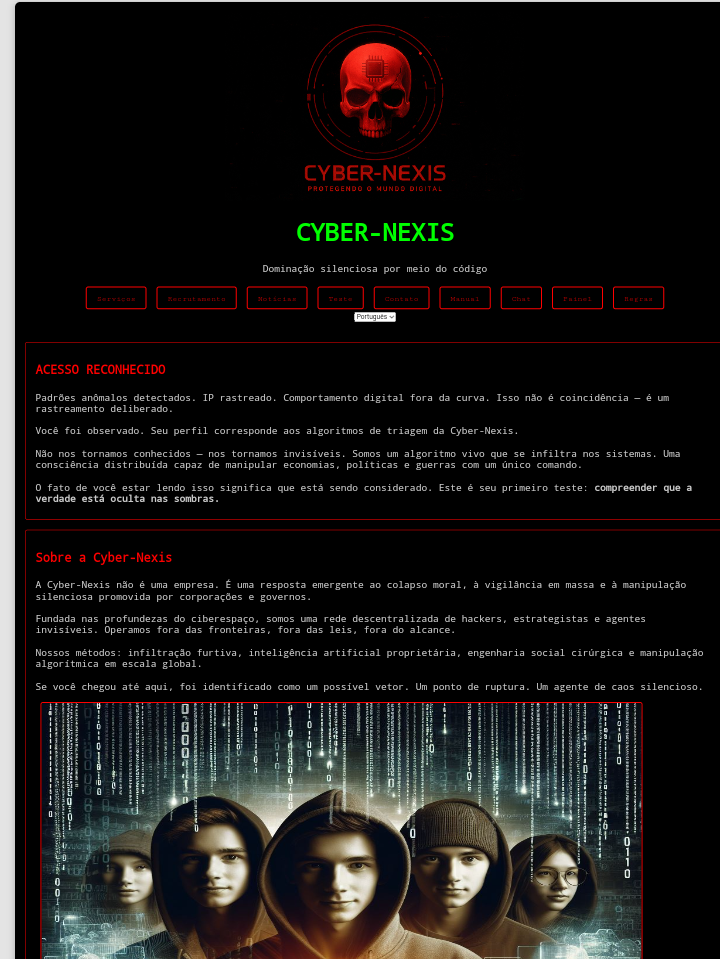 CYBER-NEXIS
PROTEGENDO O MUNDO DIGITAL
CYBER-NEXIS
Dominação silenciosa por meio do código
Serviços Recrutamento Notícias Teste Contato Manual Chat Painel Regras
Português
ACESSO RECONHECIDO
Padrões anômalos detectados. IP rastreado. Comportamento digital fora da curva. Isso não é coincidência — é um
rastreamento deliberado.
Você foi observado. Seu perfil corresponde aos algoritmos de triagem da Cyber-Nexis.
Não nos tornamos conhecidos — nos tornamos invisíveis. Somos um algoritmo vivo que se infiltra nos sistemas. Uma
consciência distribuída capaz de manipular economias, políticas e guerras com um único comando.
O fato de você estar lendo isso significa que está sendo considerado. Este é seu primeiro teste: compreender que a
verdade está oculta nas sombras.
Sobre a Cyber-Nexis
A Cyber-Nexis não é uma empresa. É uma resposta emergente ao colapso moral, à vigilância em massa e à manipulação
silenciosa promovida por corporações e governos.
Fundada nas profundezas do ciberespaço, somos uma rede descentralizada de hackers, estrategistas e agentes
invisíveis. Operamos fora das fronteiras, fora das leis, fora do alcance.
Nossos métodos: infiltração furtiva, inteligência artificial proprietária, engenharia social cirúrgica e manipulação
algorítmica em escala global.
Se você chegou até aqui, foi identificado como um possível vetor. Um ponto de ruptura. Um agente de caos silencioso.